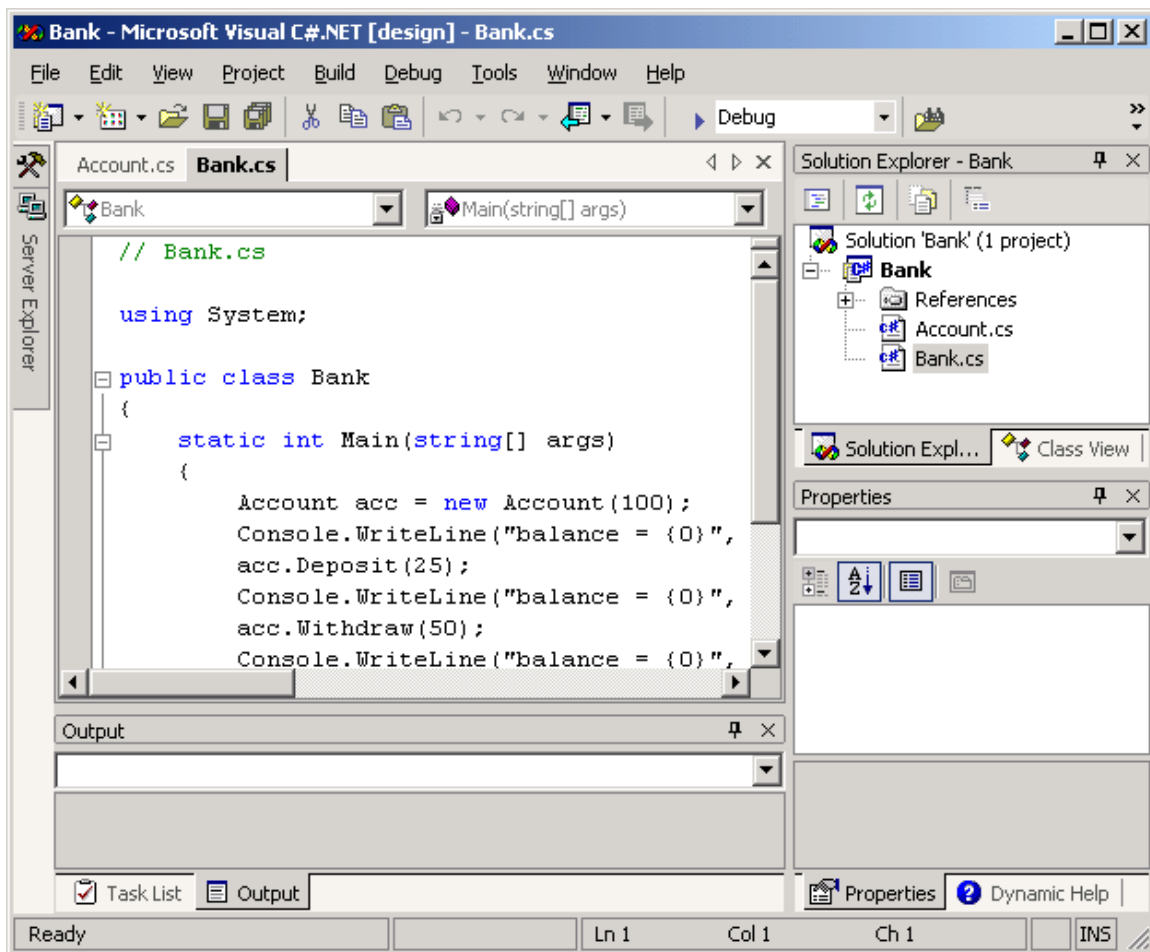 Bank - Microsoft Visual C#.NET [design] - Bank.cs
File Edit View Project Build Debug Tools Window Help
Debug
Server Explorer
Account.cs Bank.cs
Bank
Main(string[] args)
// Bank.cs
using System;
public class Bank
{
static int Main(string[] args)
{
Account acc = new Account(100);
Console.WriteLine("balance = {0}",
acc.Deposit(25);
Console.WriteLine("balance = {0}",
acc.Withdraw(50);
Console.WriteLine("balance = {0}",
Solution Explorer - Bank
Solution 'Bank' (1 project)
Bank
References
Account.cs
Bank.cs
Solution Expl... Class View
Properties
Output
Task List Output
Properties Dynamic Help
Ready Ln 1 Col 1 Ch 1 INS